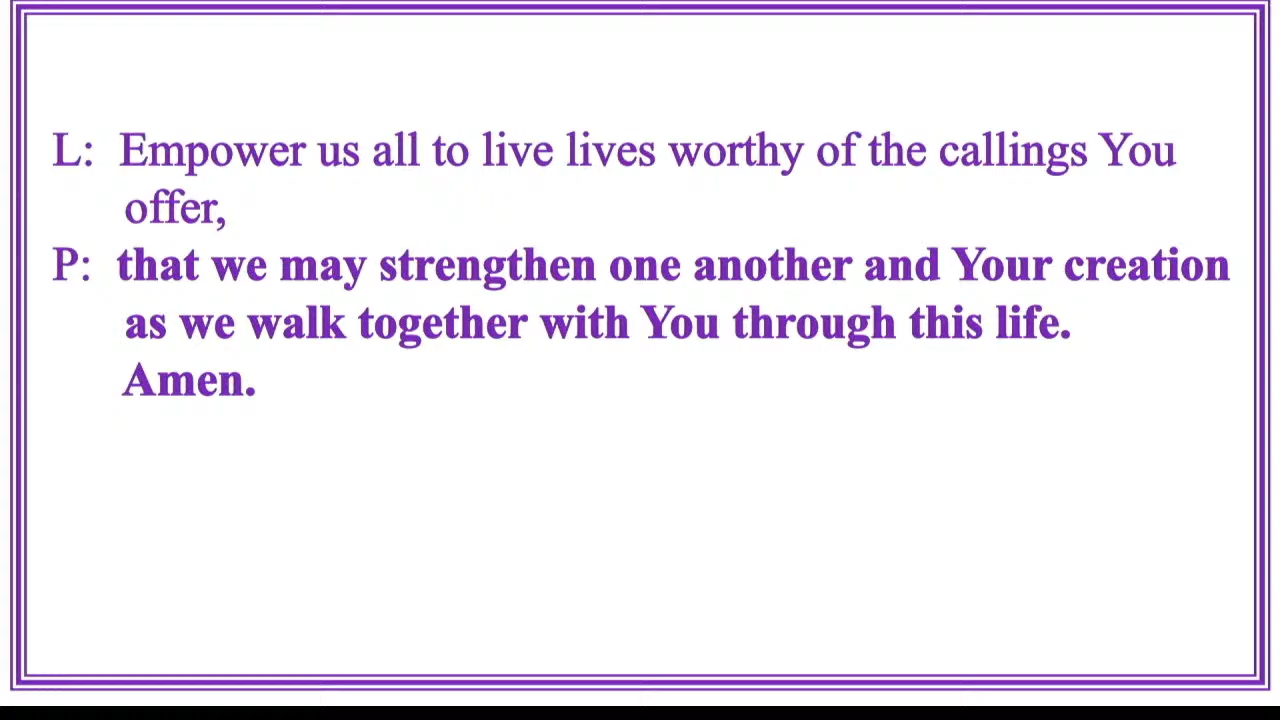 L: Empower us all to live lives worthy of the callings You
offer,
P: that we may strengthen one another and Your creation
as we walk together with You through this life.
Amen.